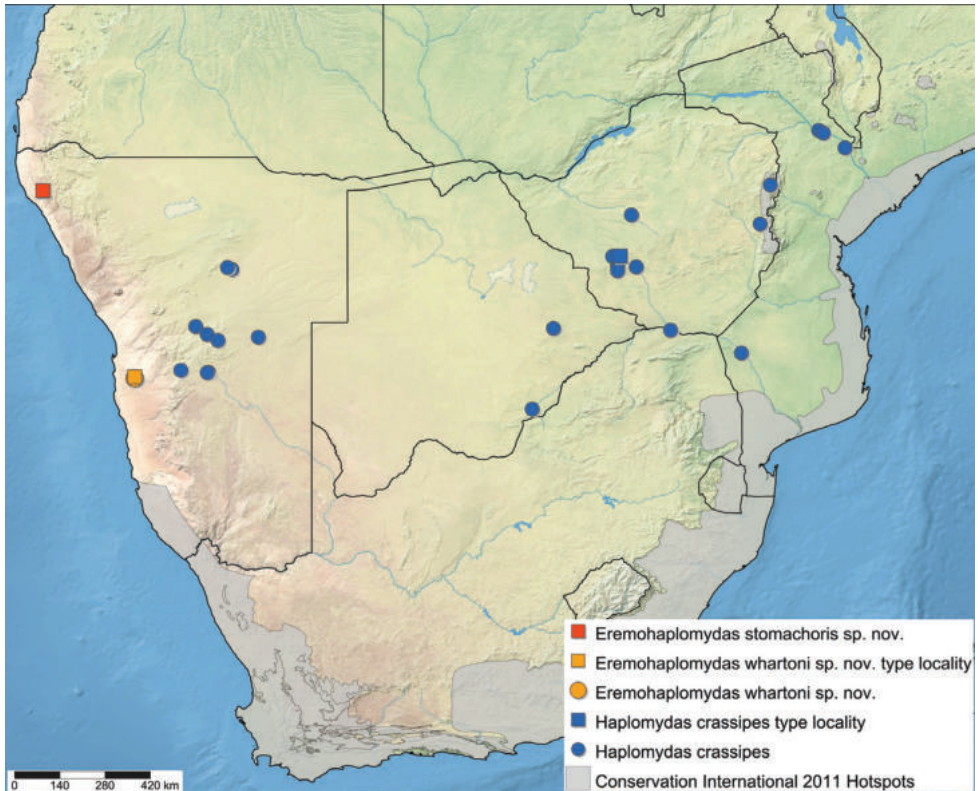 Eremohaplomydas stomachoris sp. nov.
Eremohaplomydas whartoni sp. nov. type locality
Eremohaplomydas whartoni sp. nov.
Haplomydas crassipes type locality
Haplomydas crassipes
Conservation International 2011 Hotspots
0 140 280 420 km